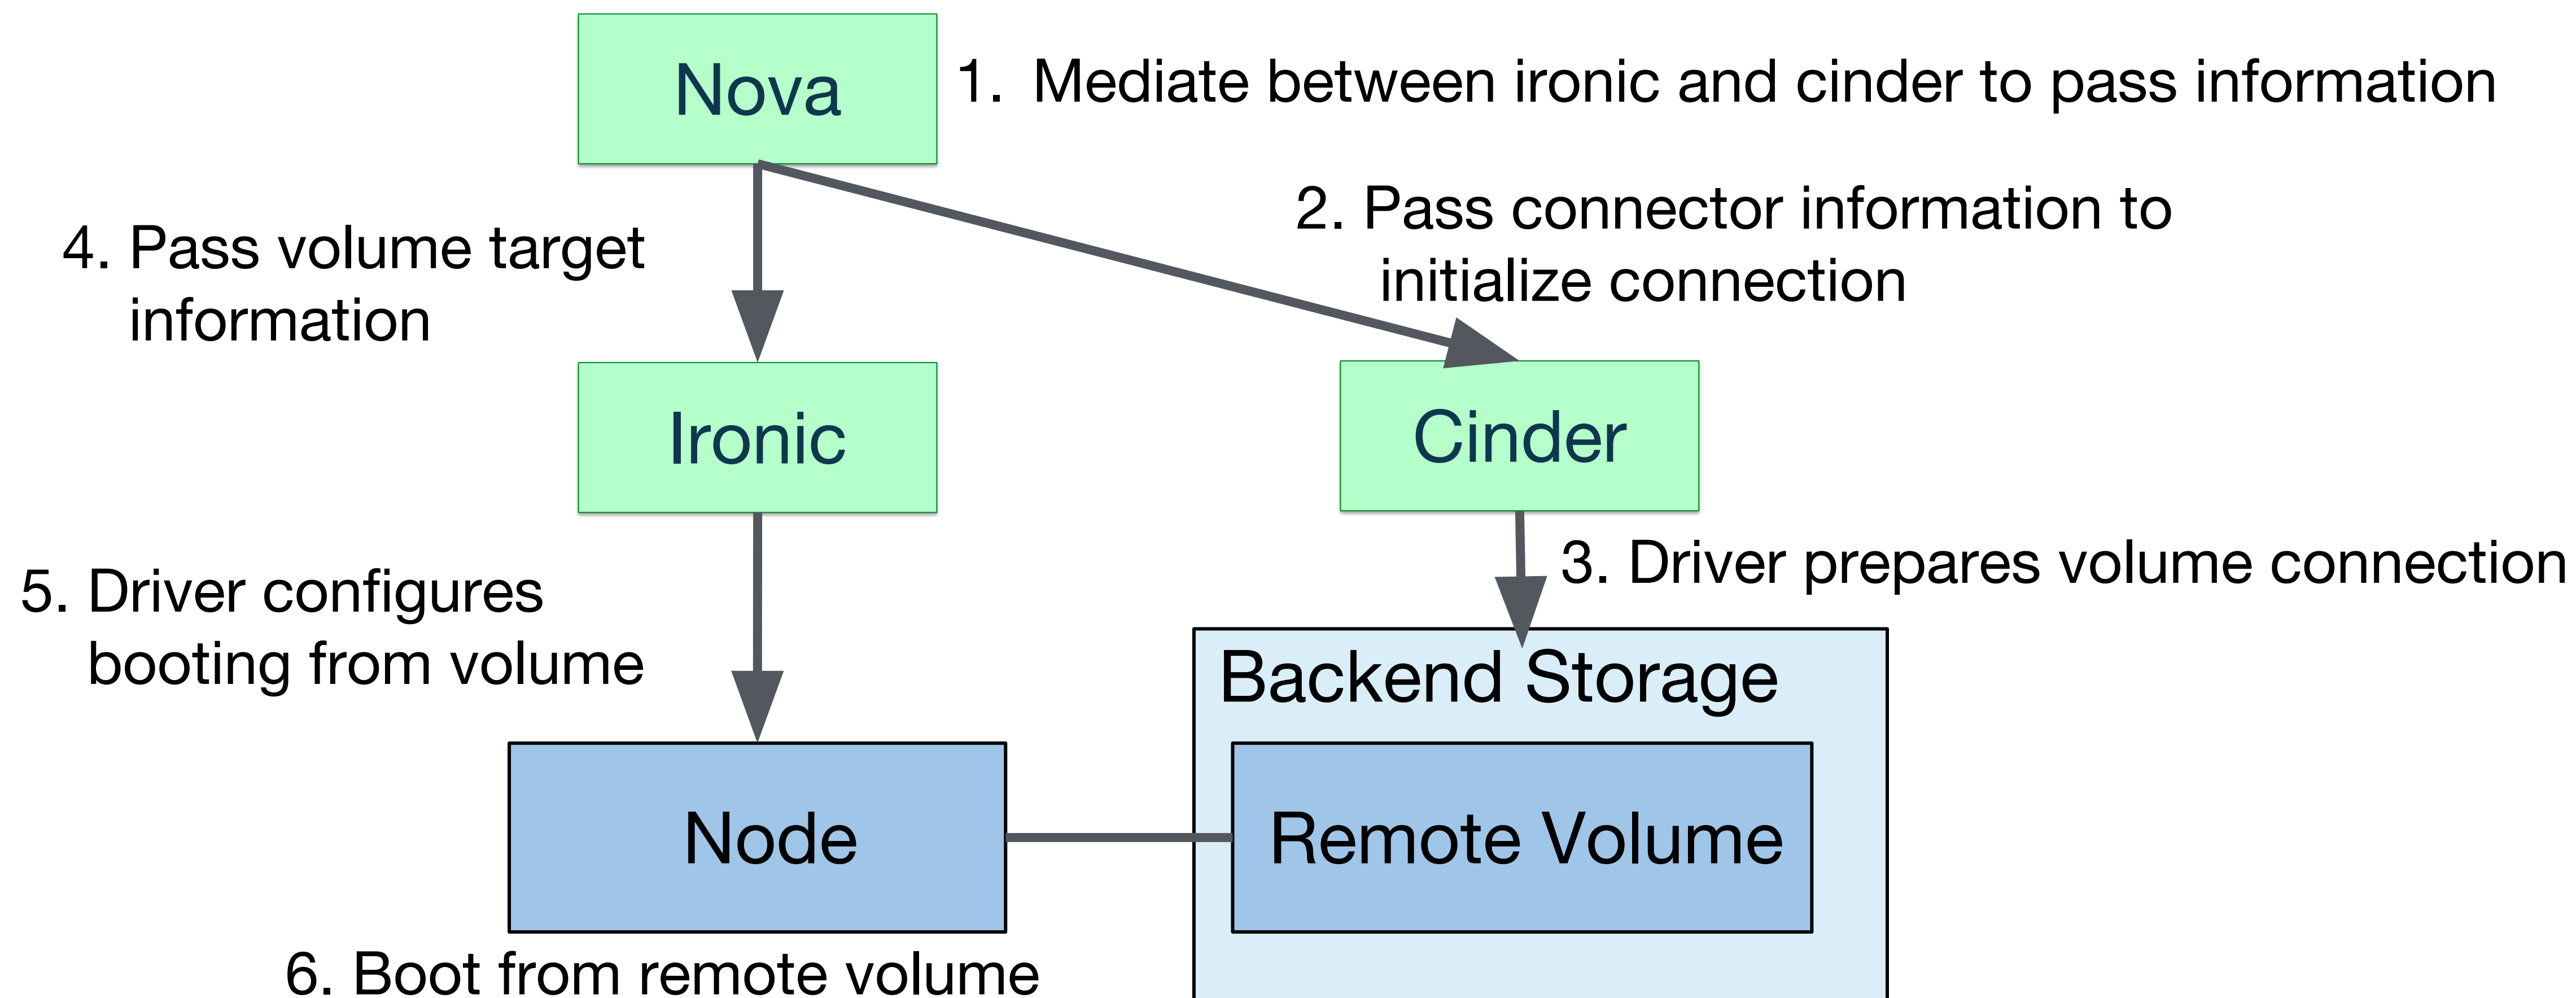 Nova
1. Mediate between ironic and cinder to pass information
2. Pass connector information to
initialize connection
4. Pass volume target
information
Ironic
Cinder
3. Driver prepares volume connection
5. Driver configures
booting from volume
Backend Storage
Node
Remote Volume
6. Boot from remote volume